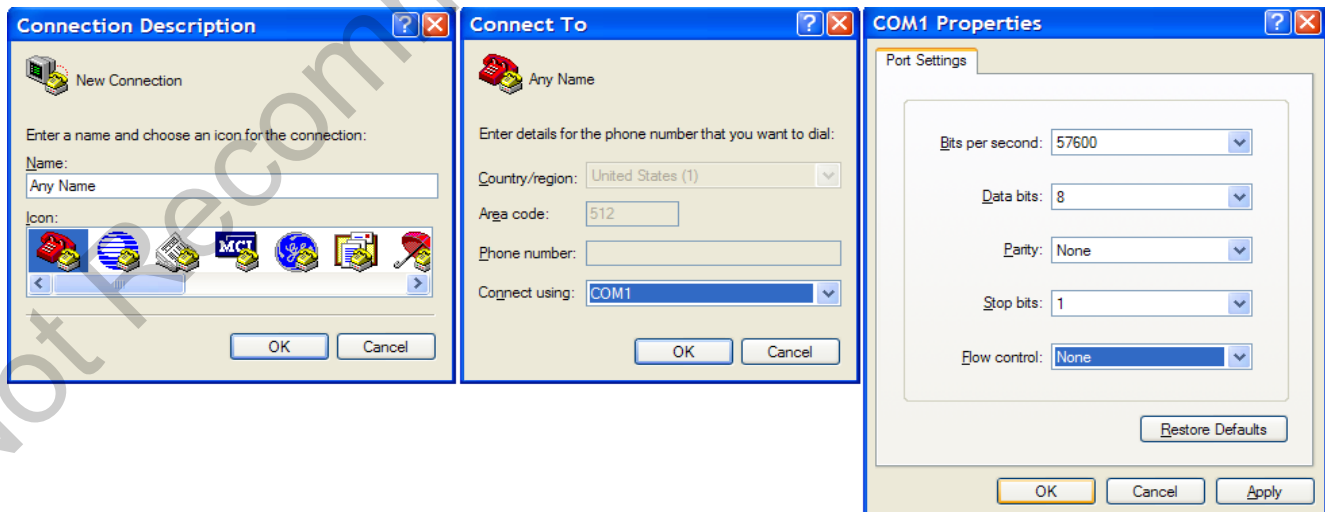 Connection Description
New Connection
Enter a name and choose an icon for the connection:
Name:
Any Name
Icon:
MCI
OK Cancel
Connect To
Any Name
Enter details for the phone number that you want to dial:
Country/region: United States (1)
Area code: 512
Phone number:
Connect using: COM1
OK Cancel
COM1 Properties
Port Settings
Bits per second: 57600
Data bits: 8
Parity: None
Stop bits: 1
Flow control: None
Restore Defaults
OK Cancel Apply
Not